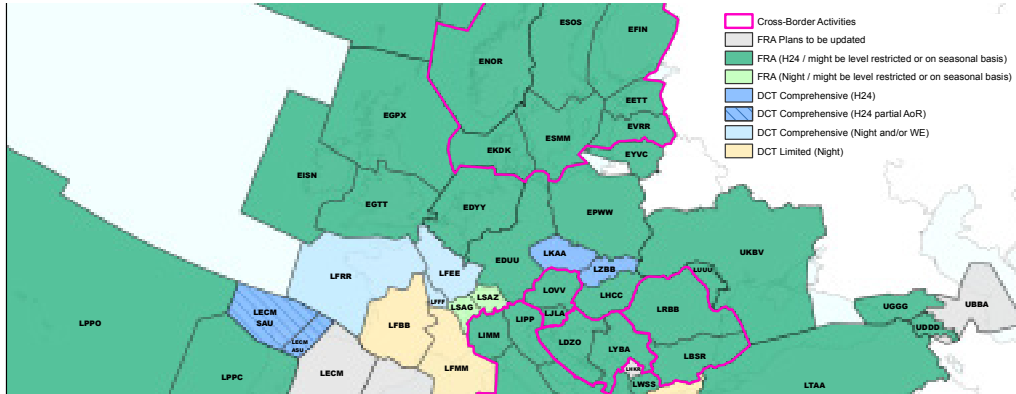 Cross-Border Activities
FRA Plans to be updated
FRA (H24 / might be level restricted or on seasonal basis)
FRA (Night / might be level restricted or on seasonal basis)
DCT Comprehensive (H24)
DCT Comprehensive (H24 partial AoR)
DCT Comprehensive (Night and/or WE)
DCT Limited (Night)
ESOS
EFIN
ENOR
EGPX
EETT
EVRR
ESMM
EKDK
EYVC
EISN
EGTT
EDYY
EPWW
UKBV
LKAA
EDUU
LZBB
LFRR
LFEE
LUUU
LFFF
LSAZ
LSAG
LOVV
LHCC
UBBA
UGGG
LECM
SAU
LPPO
LIPP
LJLA
LRBB
LFBB
LIMM
LDZO
LYBA
UDDD
LECM
ASU
LBSR
LPPC
LECM
LFMM
LWSS
LTAA